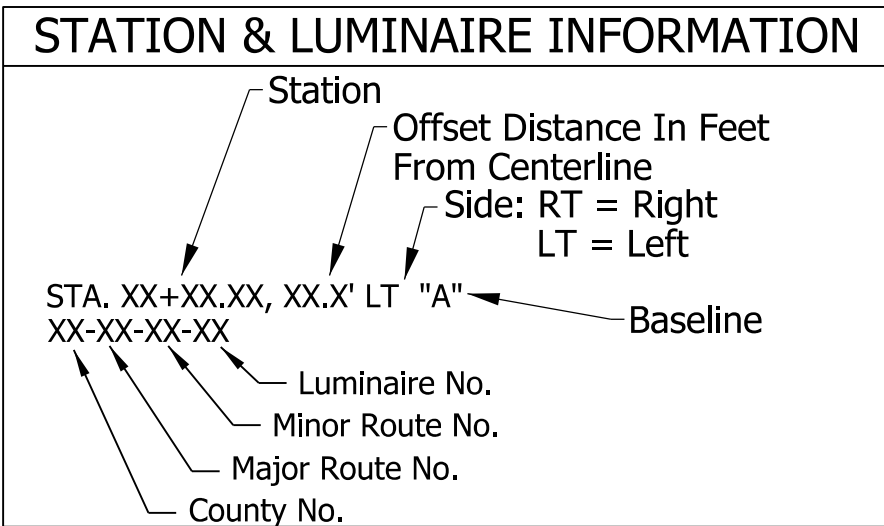 STATION & LUMINAIRE INFORMATION
Station
Offset Distance In Feet
From Centerline
Side: RT = Right
LT = Left
STA. XX+XX.XX, XX.X' LT "A"
XX-XX-XX-XX
Baseline
Luminaire No.
Minor Route No.
Major Route No.
County No.